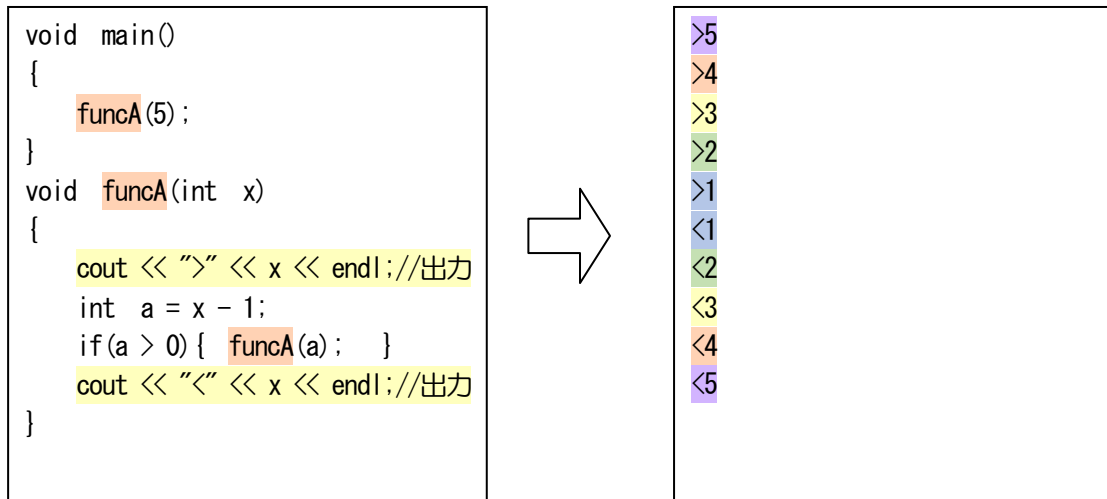 void main()
{
    funcA(5);
}
void funcA(int x)
{
    cout << ">" << x << endl;//出力
    int a = x - 1;
    if(a > 0){ funcA(a); }
    cout << "<" << x << endl;//出力
}
>5
>4
>3
>2
>1
<1
<2
<3
<4
<5